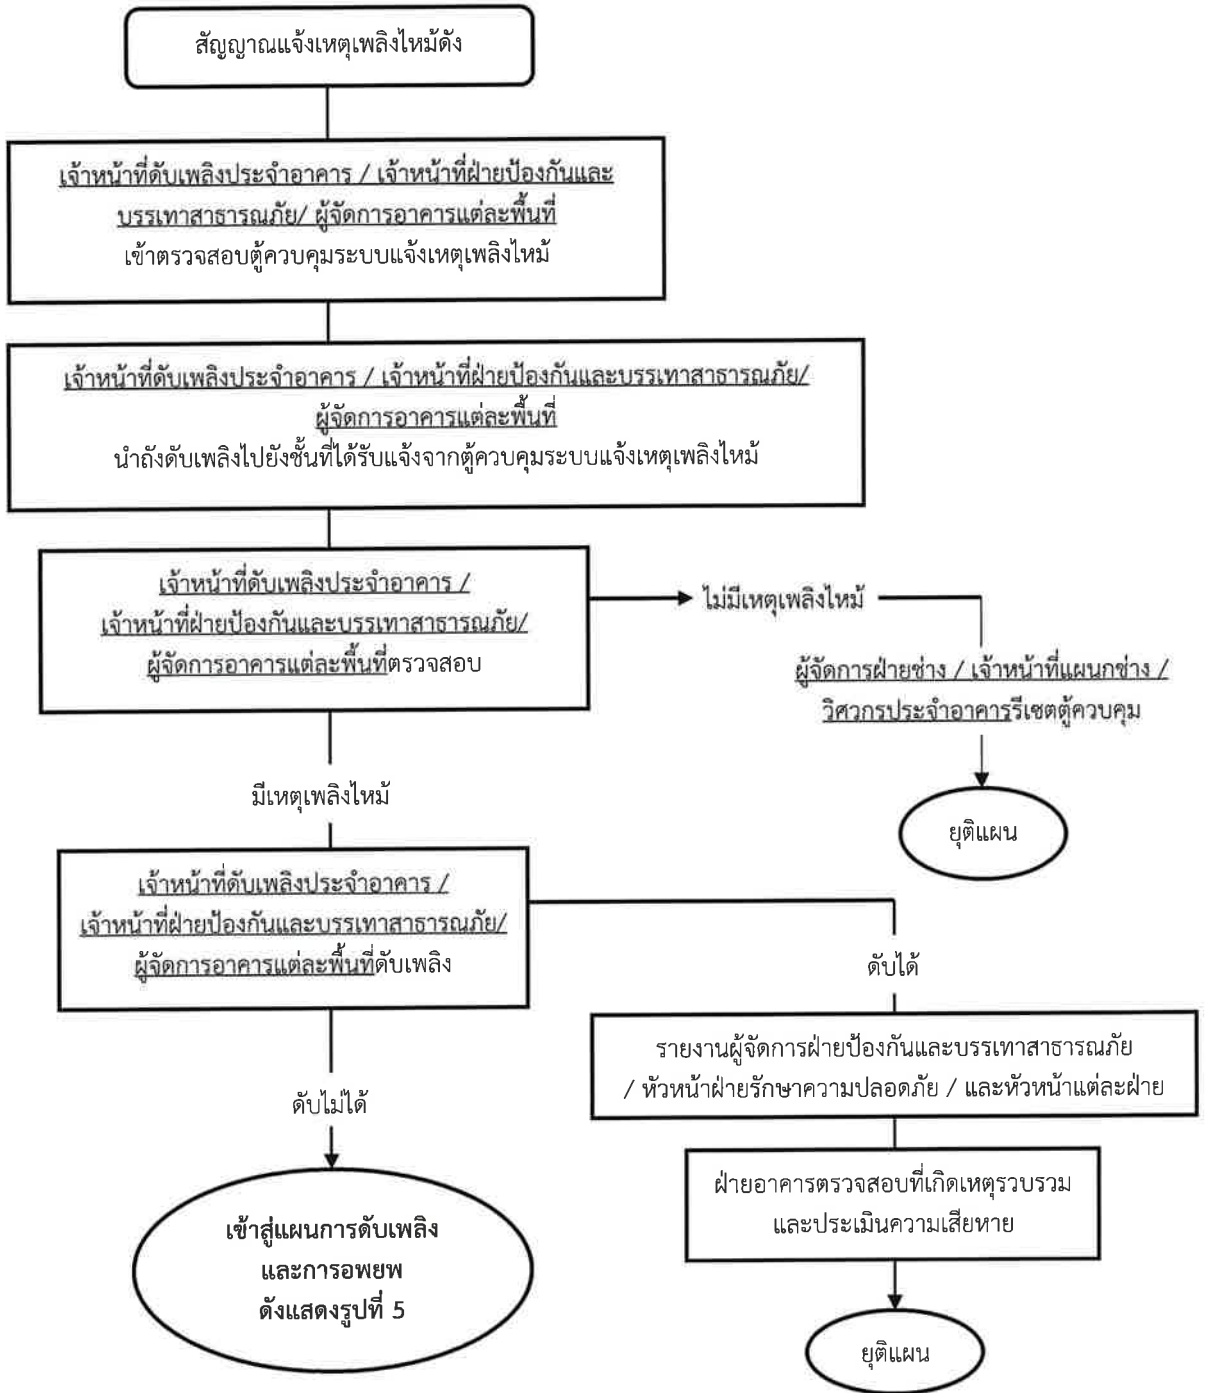 สัญญาณแจ้งเหตุเพลิงไหม้ดัง
เจ้าหน้าที่ดับเพลิงประจำอาคาร / เจ้าหน้าที่ฝ่ายป้องกันและ
บรรเทาสาธารณภัย/ ผู้จัดการอาคารแต่ละพื้นที่
เข้าตรวจสอบตู้ควบคุมระบบแจ้งเหตุเพลิงไหม้
เจ้าหน้าที่ดับเพลิงประจำอาคาร / เจ้าหน้าที่ฝ่ายป้องกันและบรรเทาสาธารณภัย/
ผู้จัดการอาคารแต่ละพื้นที่
นำถังดับเพลิงไปยังชั้นที่ได้รับแจ้งจากตู้ควบคุมระบบแจ้งเหตุเพลิงไหม้
เจ้าหน้าที่ดับเพลิงประจำอาคาร /
เจ้าหน้าที่ฝ่ายป้องกันและบรรเทาสาธารณภัย/
ผู้จัดการอาคารแต่ละพื้นที่ตรวจสอบ
ไม่มีเหตุเพลิงไหม้
ผู้จัดการฝ่ายช่าง / เจ้าหน้าที่แผนกช่าง /
วิศวกรประจำอาคารรีเซตตู้ควบคุม
ยุติแผน
มีเหตุเพลิงไหม้
เจ้าหน้าที่ดับเพลิงประจำอาคาร /
เจ้าหน้าที่ฝ่ายป้องกันและบรรเทาสาธารณภัย/
ผู้จัดการอาคารแต่ละพื้นที่ดับเพลิง
ดับได้
รายงานผู้จัดการฝ่ายป้องกันและบรรเทาสาธารณภัย
/ หัวหน้าฝ่ายรักษาความปลอดภัย / และหัวหน้าแต่ละฝ่าย
ฝ่ายอาคารตรวจสอบที่เกิดเหตุรวบรวม
และประเมินความเสียหาย
ยุติแผน
ดับไม่ได้
เข้าสู่แผนการดับเพลิง
และการอพยพ
ดังแสดงรูปที่ 5